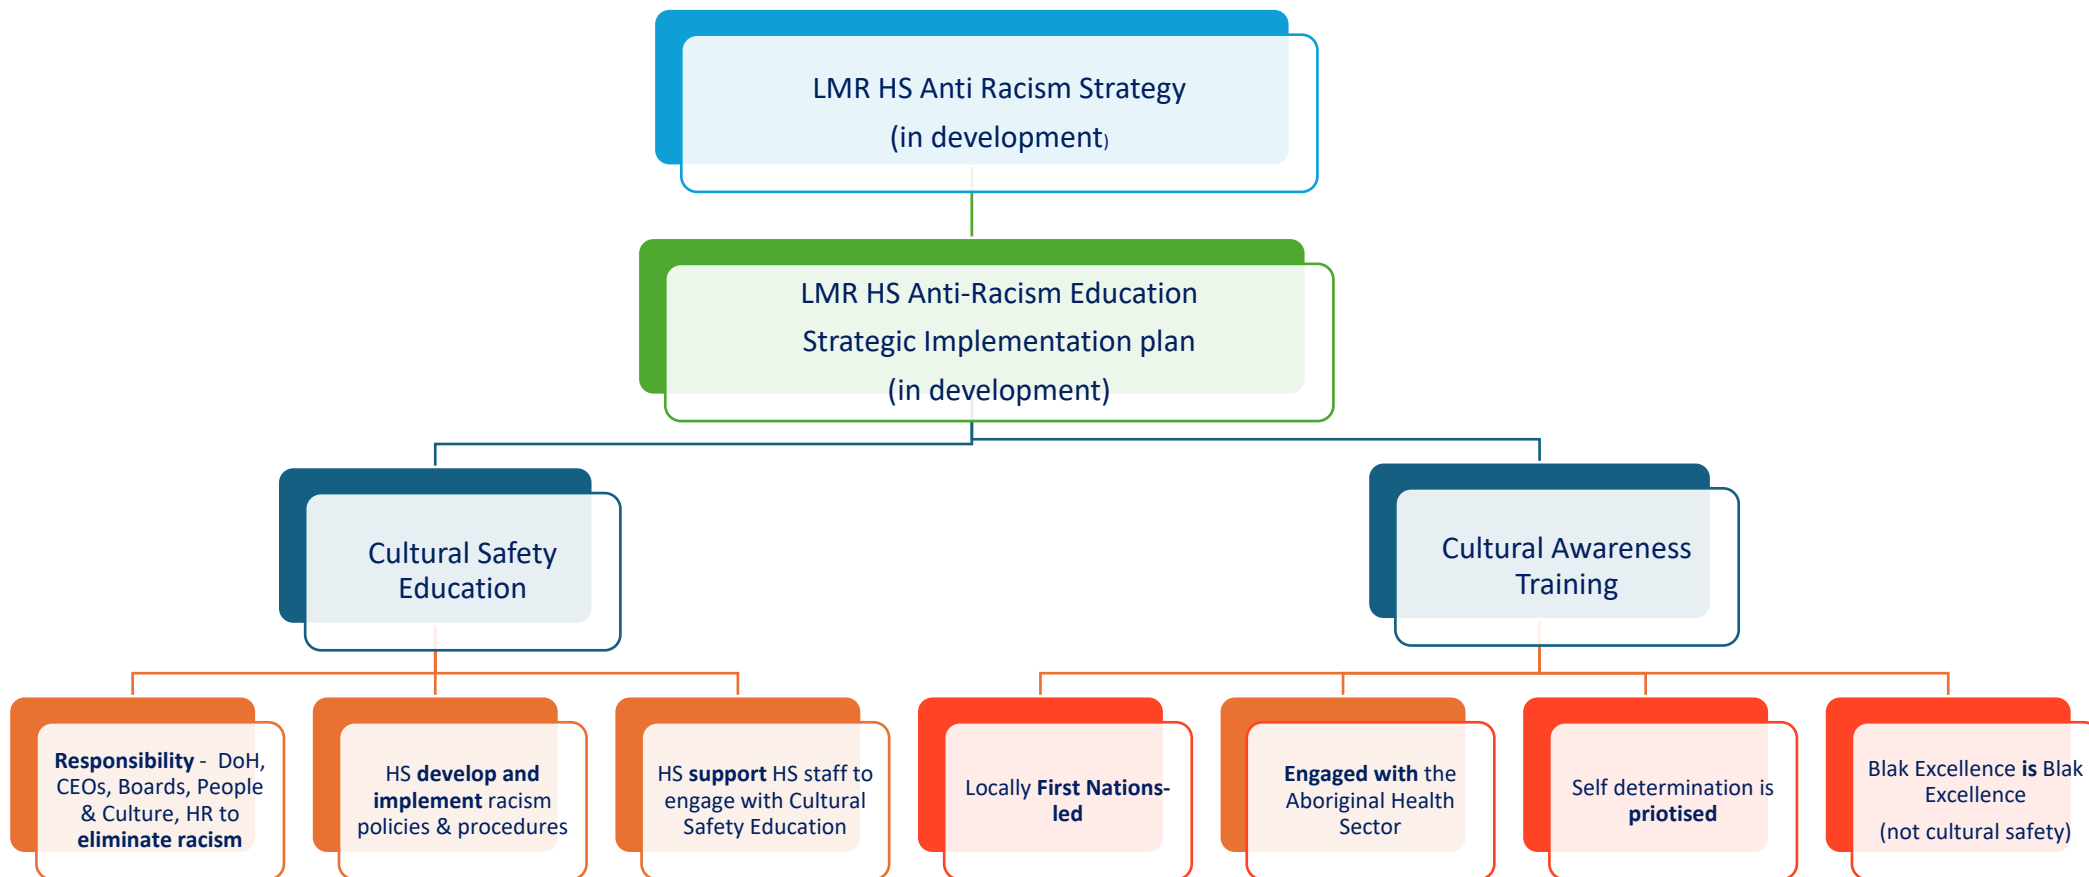 LMR HS Anti Racism Strategy
(in development)
LMR HS Anti-Racism Education
Strategic Implementation plan
(in development)
Cultural Safety
Education
Cultural Awareness
Training
Responsibility - DoH,
CEOs, Boards, People
& Culture, HR to
eliminate racism
HS develop and
implement racism
policies & procedures
HS support HS staff to
engage with Cultural
Safety Education
Locally First Nations-
led
Engaged with the
Aboriginal Health
Sector
Self determination is
priotised
Blak Excellence is Blak
Excellence
(not cultural safety)